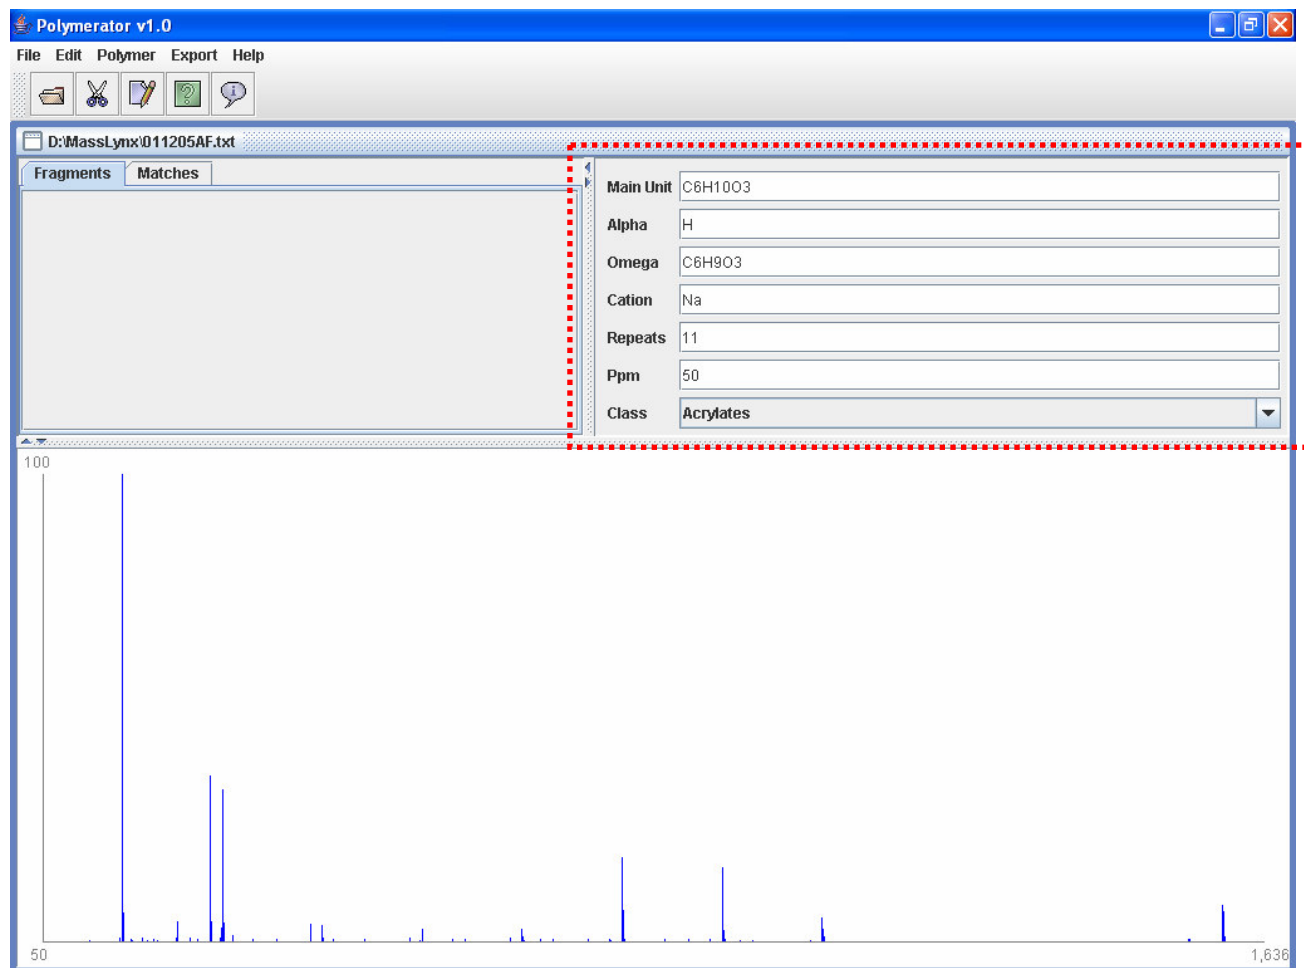 Polymerator v1.0
File Edit Polymer Export Help
D:\MassLynx\011205AF.txt
Fragments Matches
Main Unit C6H10O3
Alpha H
Omega C6H9O3
Cation Na
Repeats 11
Ppm 50
Class Acrylates
100
50 1,636